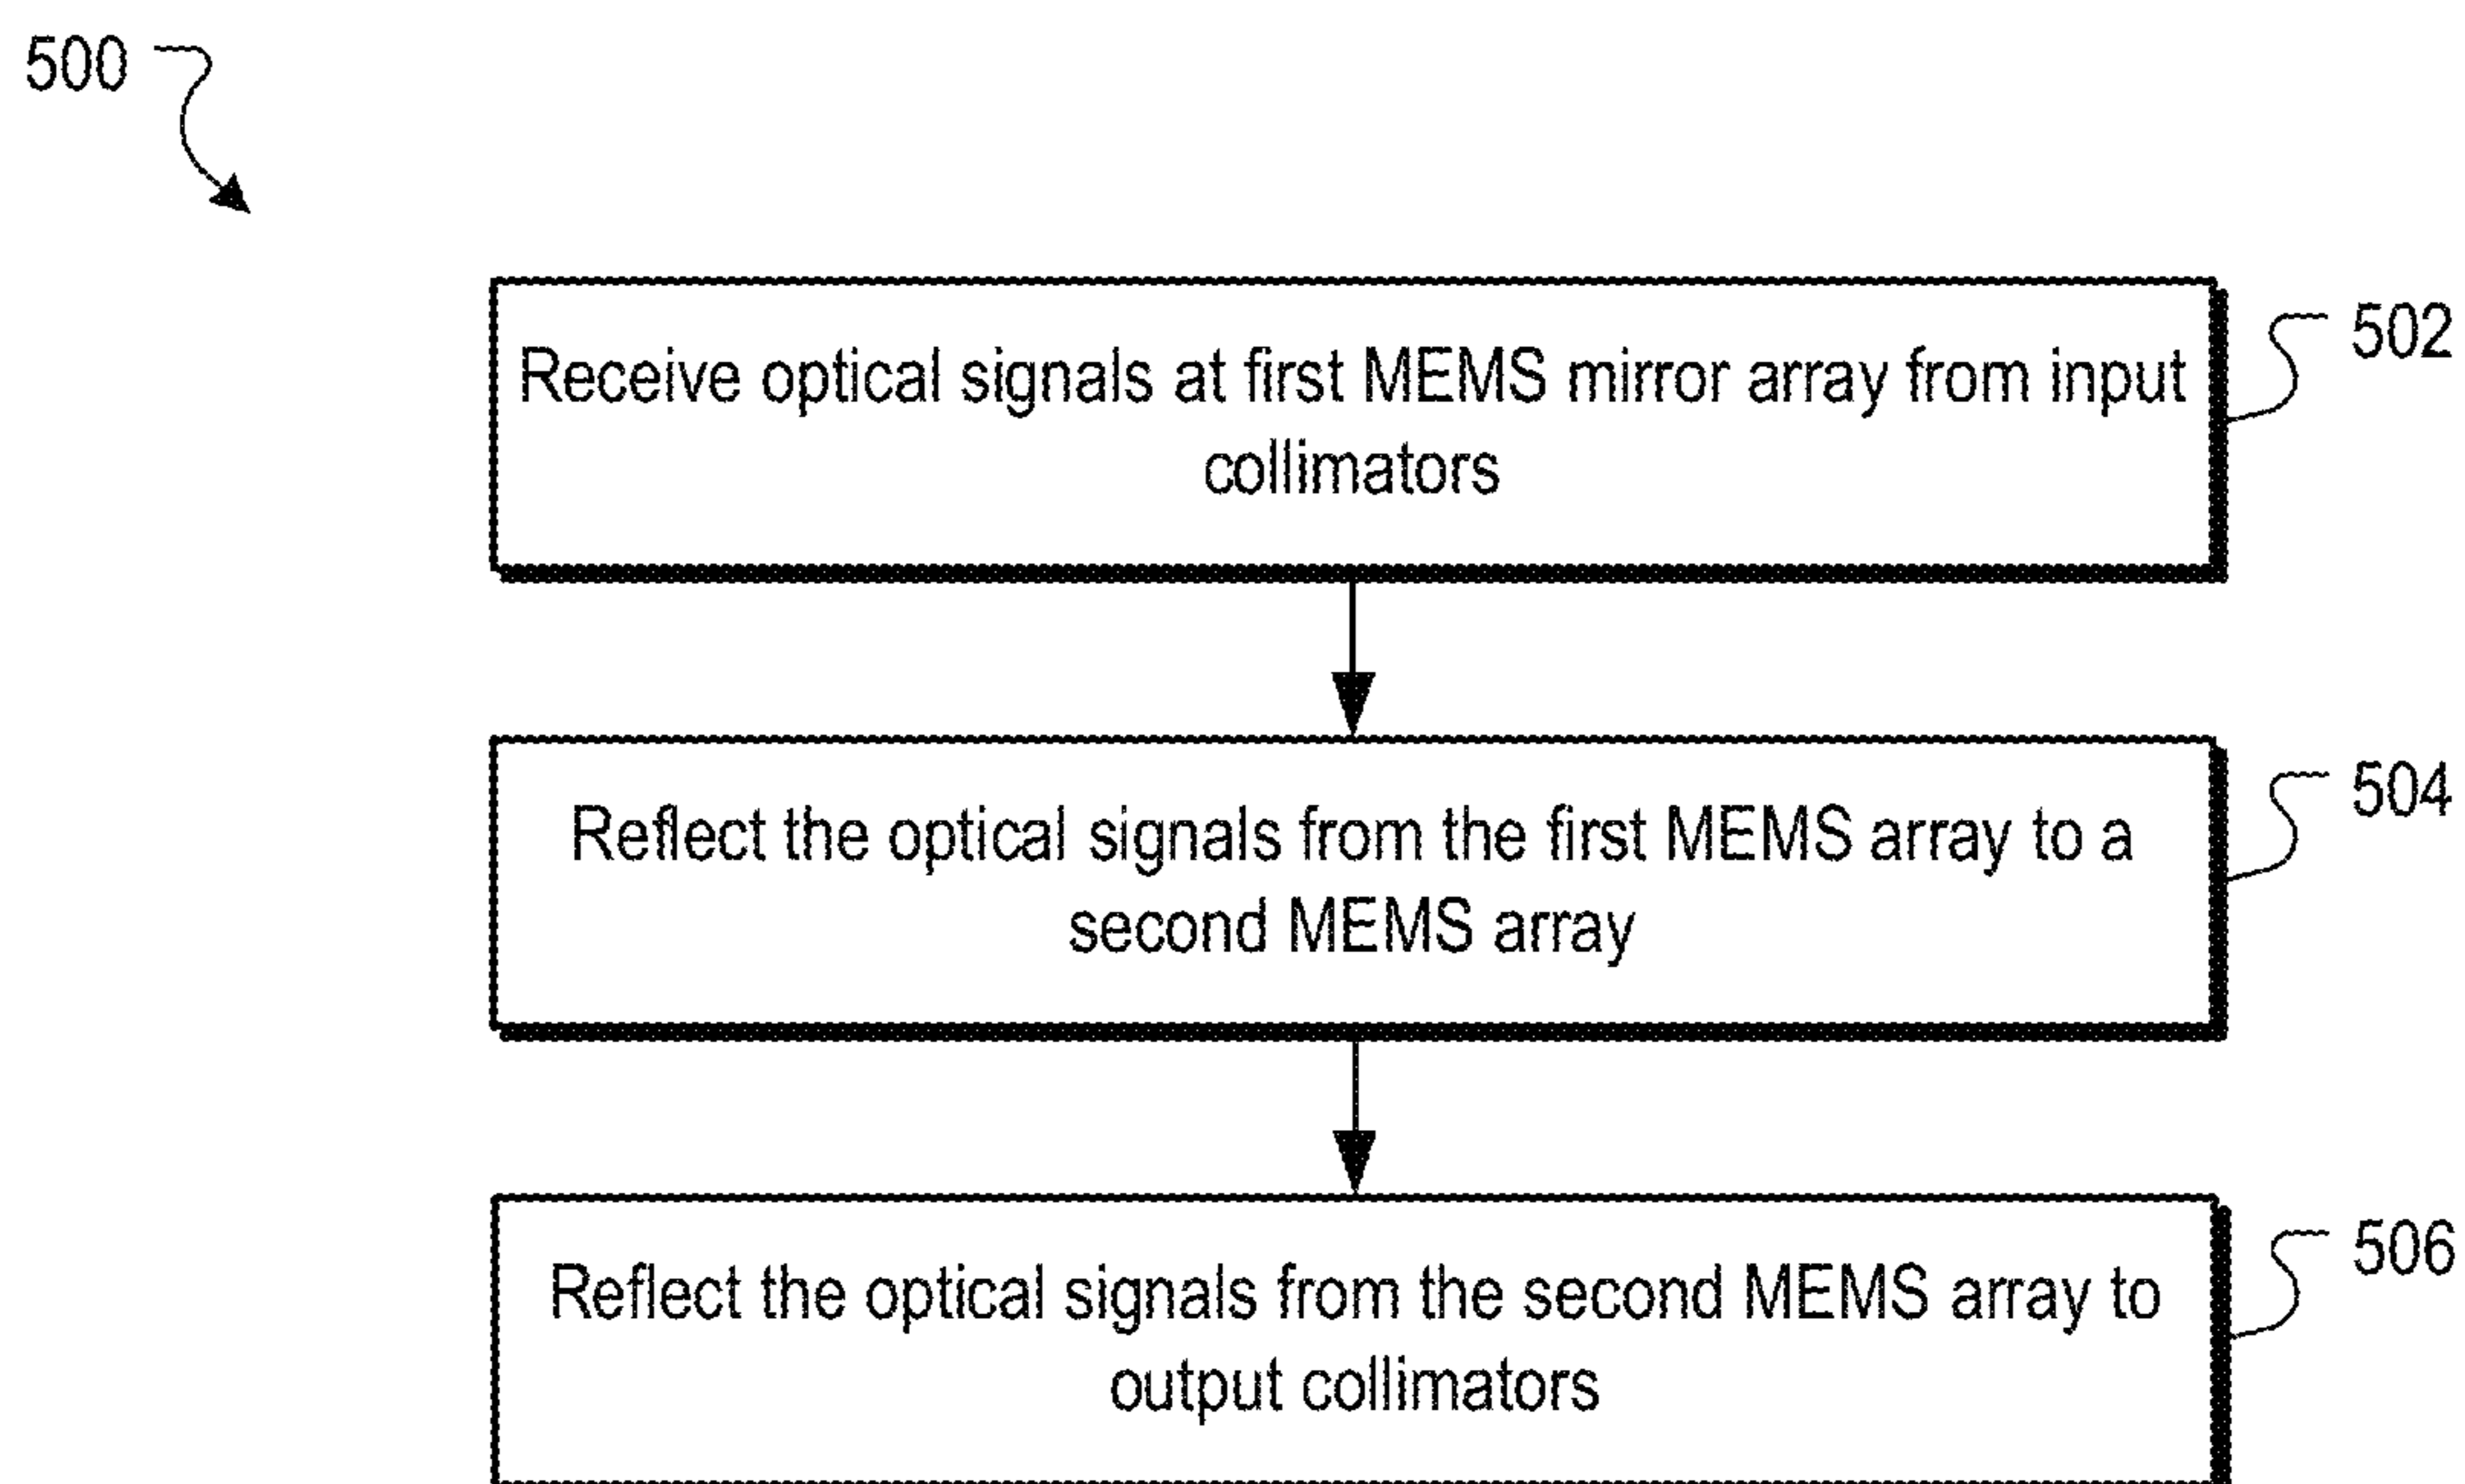 500
Receive optical signals at first MEMS mirror array from input
collimators
502
Reflect the optical signals from the first MEMS array to a
second MEMS array
504
Reflect the optical signals from the second MEMS array to
output collimators
506